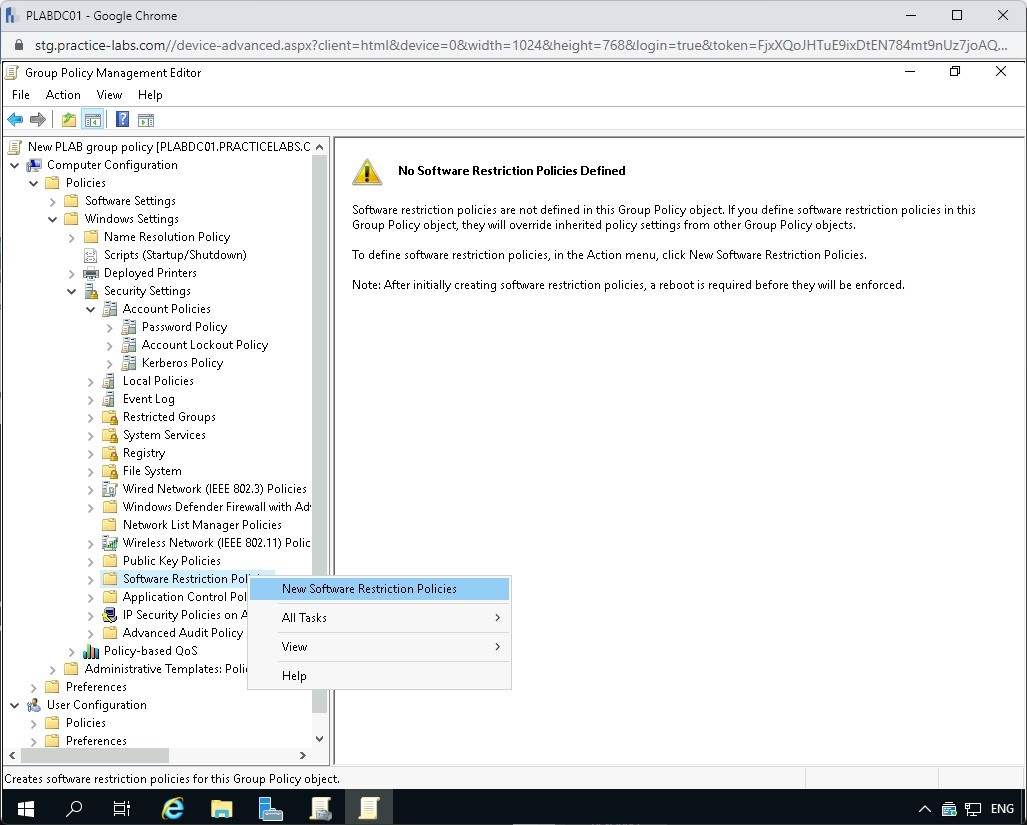 PLABDC01 - Google Chrome
stg.practice-labs.com//device-advanced.aspx?client=html&device=0&width=1024&height=768&login=true&token=FjxXQoJHTuE9ixDtEN784mt9nUz7joAQ...
Group Policy Management Editor
File Action View Help
New PLAB group policy [PLABDC01.PRACTICELABS.C
Computer Configuration
Policies
Software Settings
Windows Settings
Name Resolution Policy
Scripts (Startup/Shutdown)
Deployed Printers
Security Settings
Account Policies
Password Policy
Account Lockout Policy
Kerberos Policy
Local Policies
Event Log
Restricted Groups
System Services
Registry
File System
Wired Network (IEEE 802.3) Policies
Windows Defender Firewall with Adv
Network List Manager Policies
Wireless Network (IEEE 802.11) Polic
Public Key Policies
Software Restriction Poli
Application Control Pol
IP Security Policies on A
Advanced Audit Policy
Policy-based QoS
Administrative Templates: Poli
Preferences
User Configuration
Policies
Preferences
No Software Restriction Policies Defined
Software restriction policies are not defined in this Group Policy object. If you define software restriction policies in this
Group Policy object, they will override inherited policy settings from other Group Policy objects.
To define software restriction policies, in the Action menu, click New Software Restriction Policies.
Note: After initially creating software restriction policies, a reboot is required before they will be enforced.
New Software Restriction Policies
All Tasks
View
Help
Creates software restriction policies for this Group Policy object.
ENG